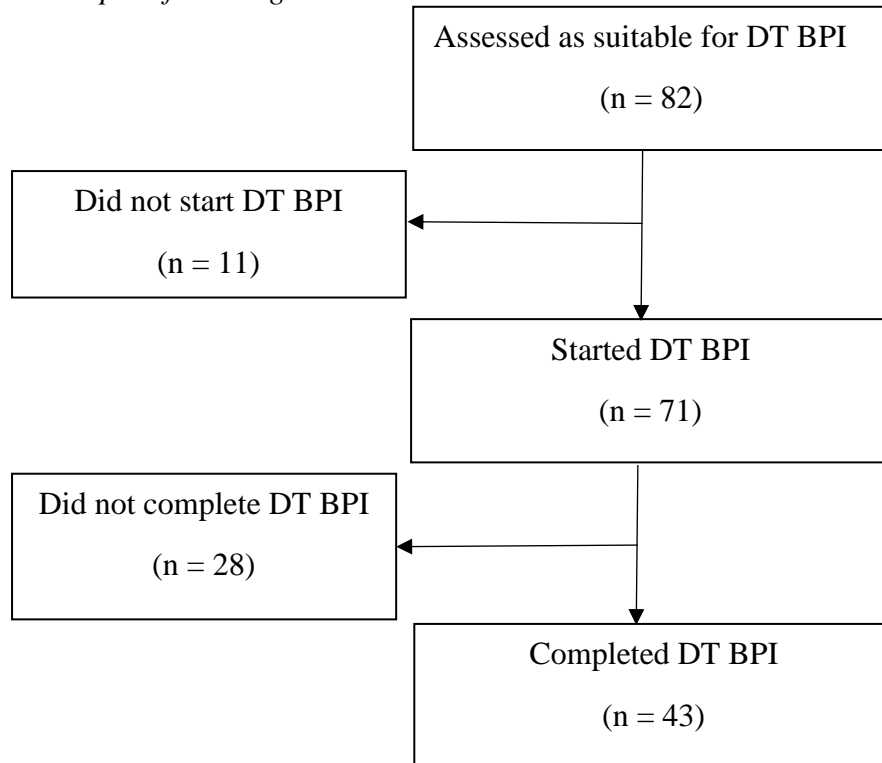 Assessed as suitable for DT BPI
(n = 82)
Did not start DT BPI
(n = 11)
Started DT BPI
(n = 71)
Did not complete DT BPI
(n = 28)
Completed DT BPI
(n = 43)